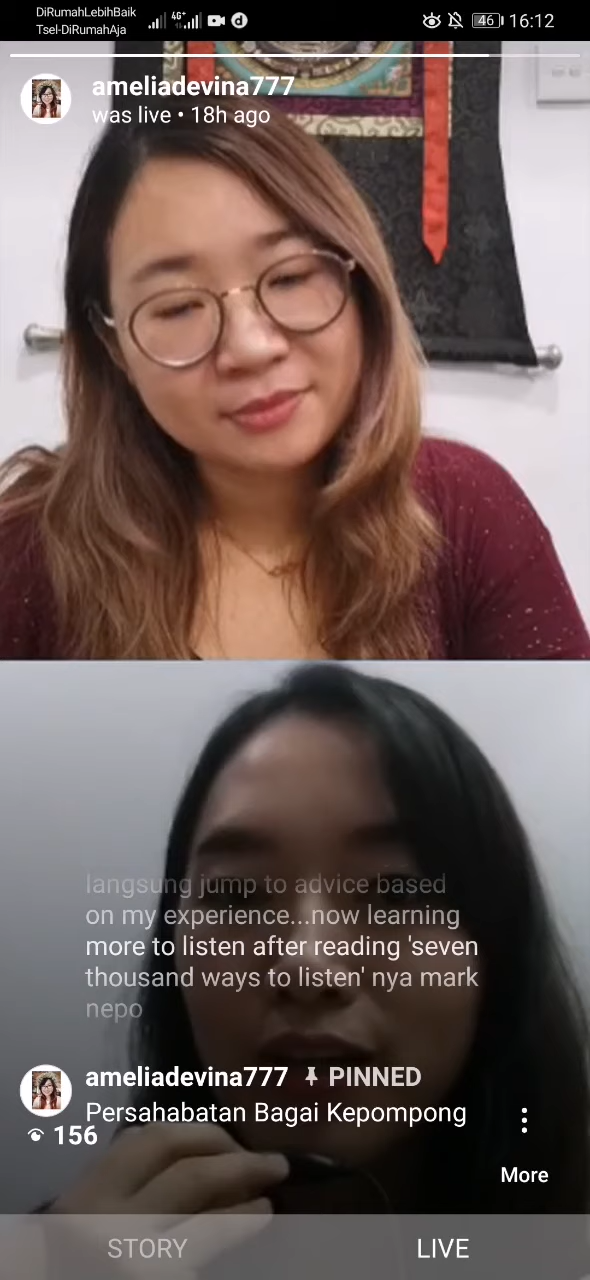 DiRumahLebihBaik
Tsel-DiRumahAja
4G+
46
16:12
ameliadevina777
was live • 18h ago
langsung jump to advice based
on my experience...now learning
more to listen after reading 'seven
thousand ways to listen' nya mark
nepo
ameliadevina777 PINNED
Persahabatan Bagai Kepompong
156
More
STORY LIVE